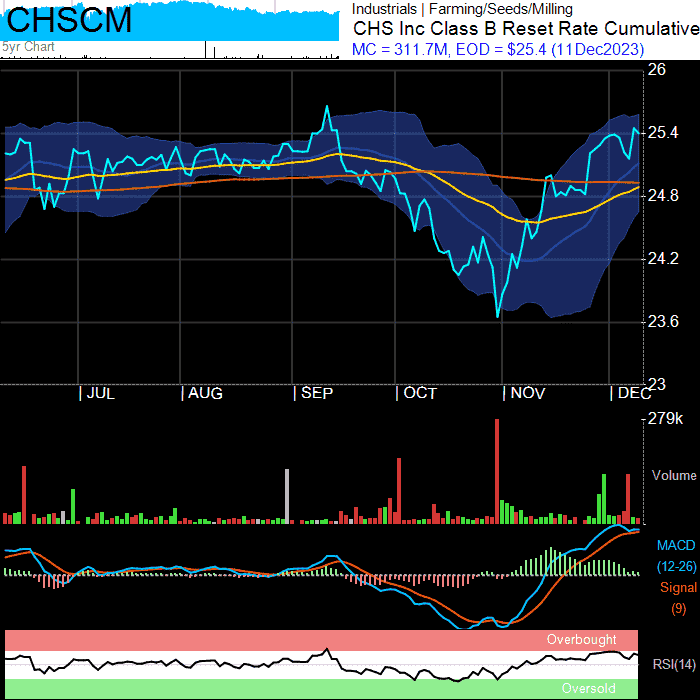 CHSCM
5yr Chart
Industrials | Farming/Seeds/Milling
CHS Inc Class B Reset Rate Cumulative
MC = 311.7M, EOD = $25.4 (11Dec2023)
26
25.4
24.8
24.2
23.6
23
JUL AUG SEP OCT NOV DEC
279k
Volume
MACD
(12-26)
Signal
(9)
Overbought
RSI(14)
Oversold